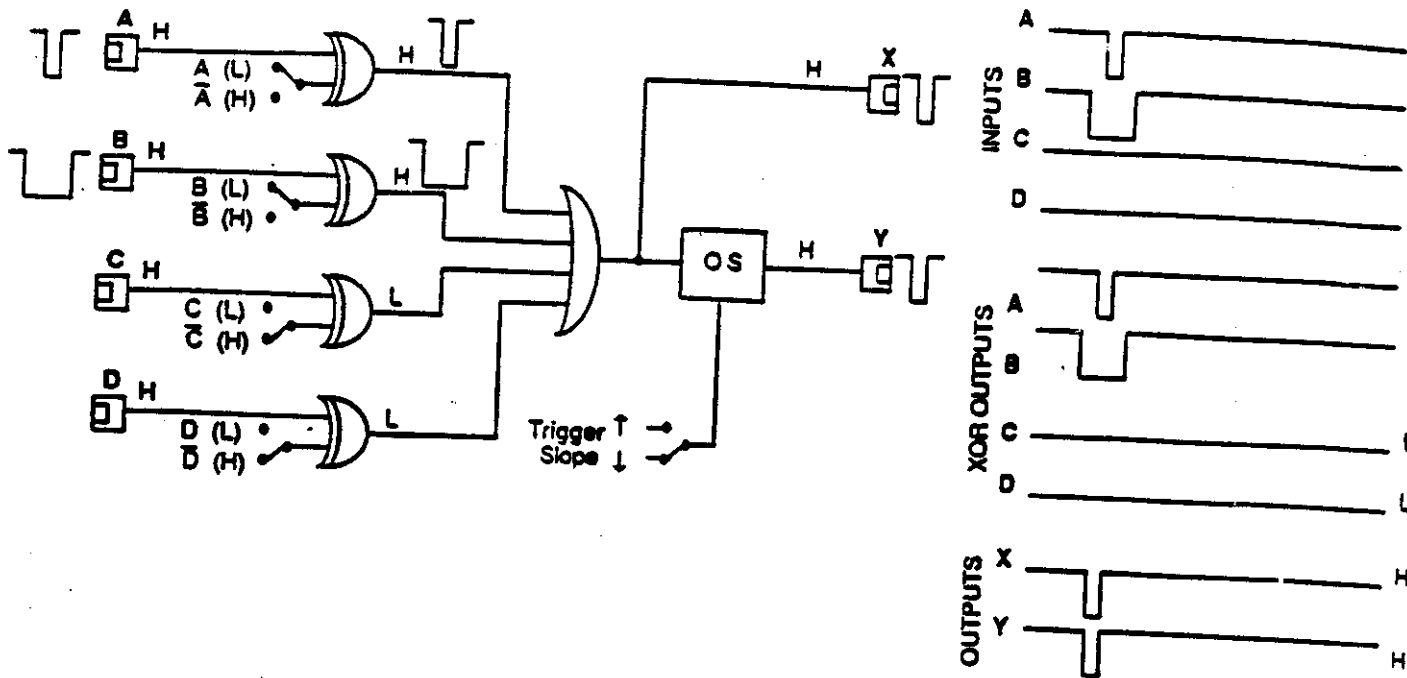 A
H
A (L)
A̅ (H)
H
B
H
B (L)
B̅ (H)
H
C
H
C (L)
C̅ (H)
L
D
H
D (L)
D̅ (H)
L
OS
Trigger ↑
Slope ↓
H
X
H
Y
INPUTS
A
B
C
D
XOR OUTPUTS
A
B
C
D
L
OUTPUTS
X
H
Y
H